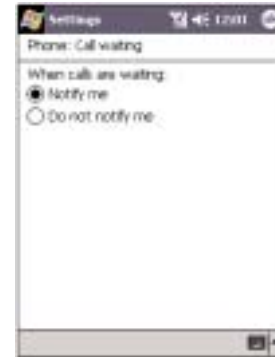 Settings 12:01
Phone: Call waiting
When calls are waiting:
Notify me
Do not notify me